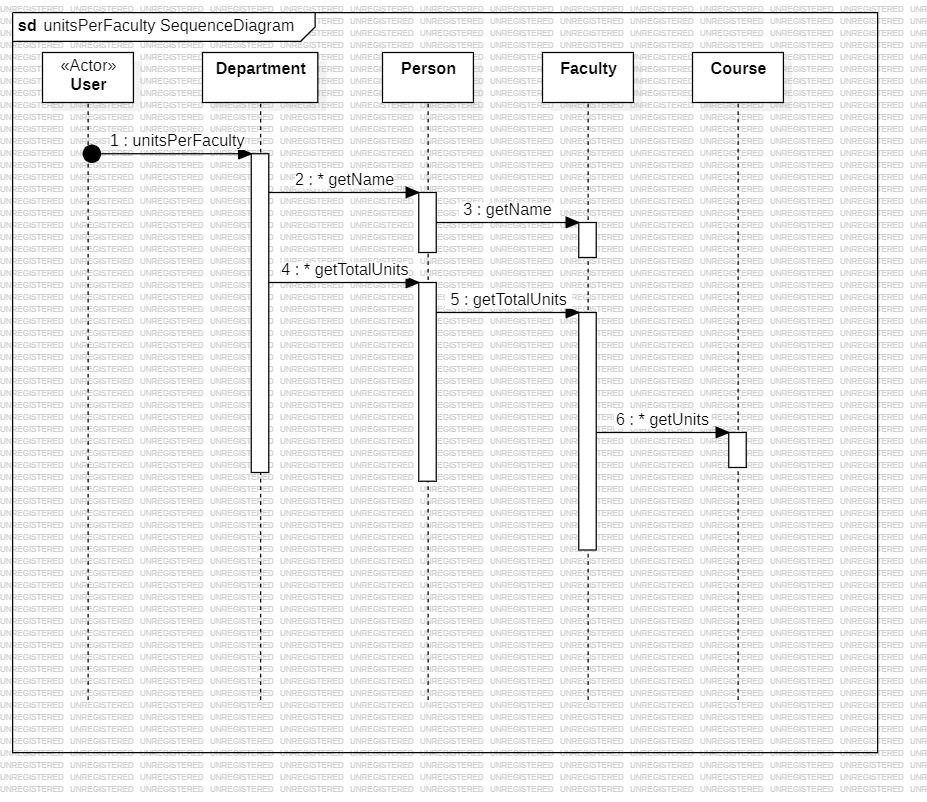 sd unitsPerFaculty SequenceDiagram
«Actor»
User
Department
Person
Faculty
Course
1 : unitsPerFaculty
2 : * getName
3 : getName
4 : * getTotalUnits
5 : getTotalUnits
6 : * getUnits
UNREGISTERED